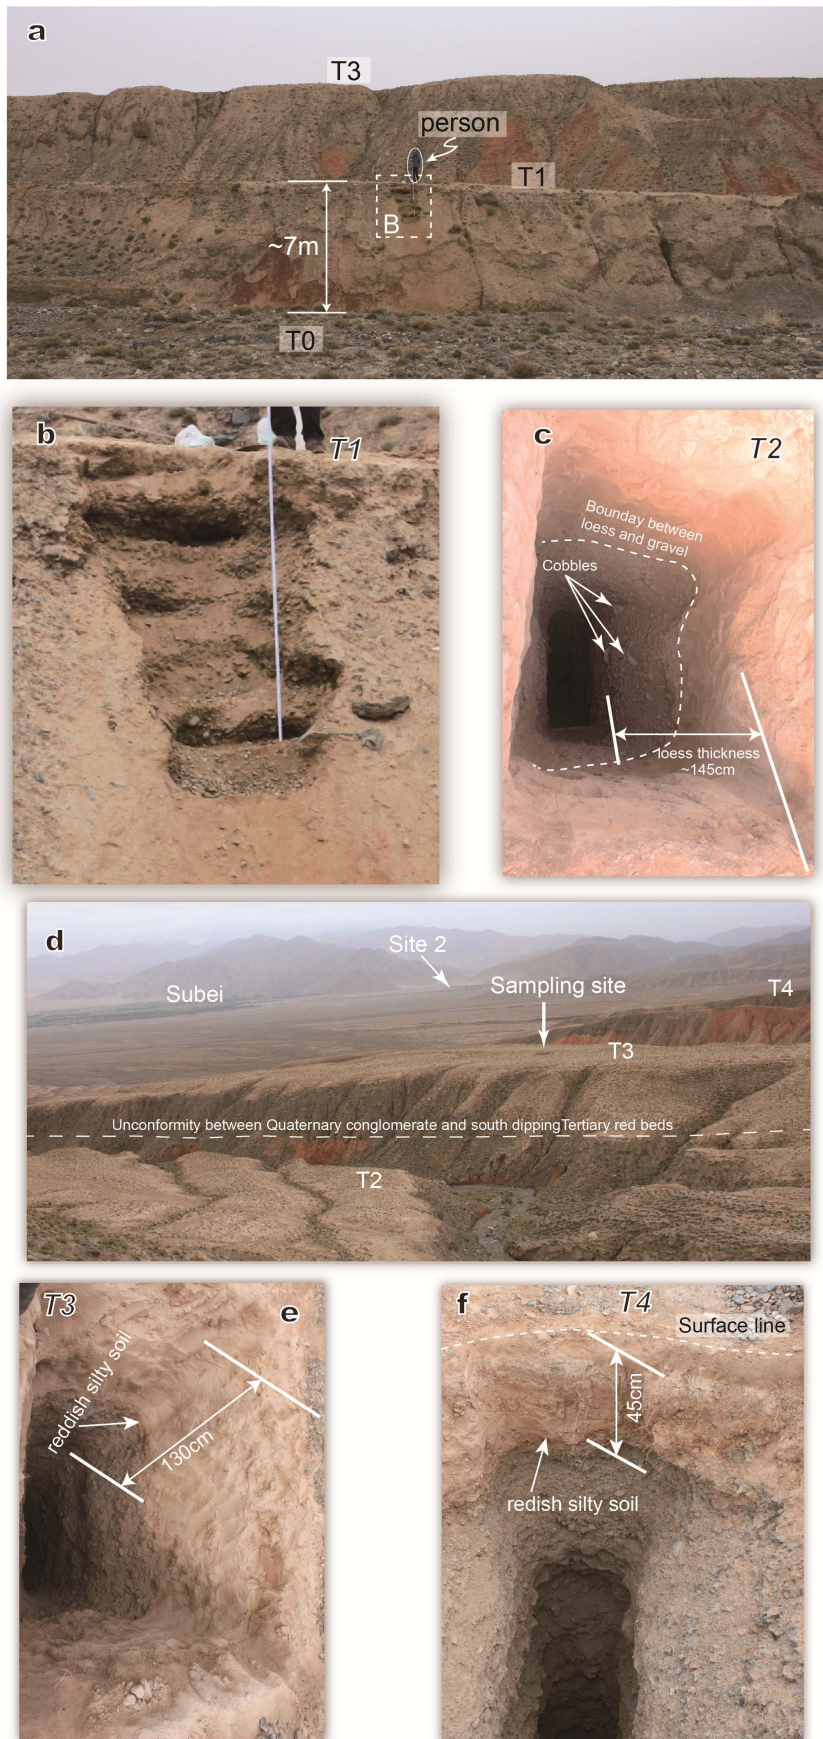 a
T3
person
T1
B
~7m
T0
b
T1
c
T2
Bounday between
loess and gravel
Cobbles
loess thickness
~145cm
d
Site 2
Subei
Sampling site
T4
T3
Unconformity between Quaternary conglomerate and south dippingTertiary red beds
T2
T3
e
reddish silty soil
130cm
f
T4
Surface line
45cm
redish silty soil